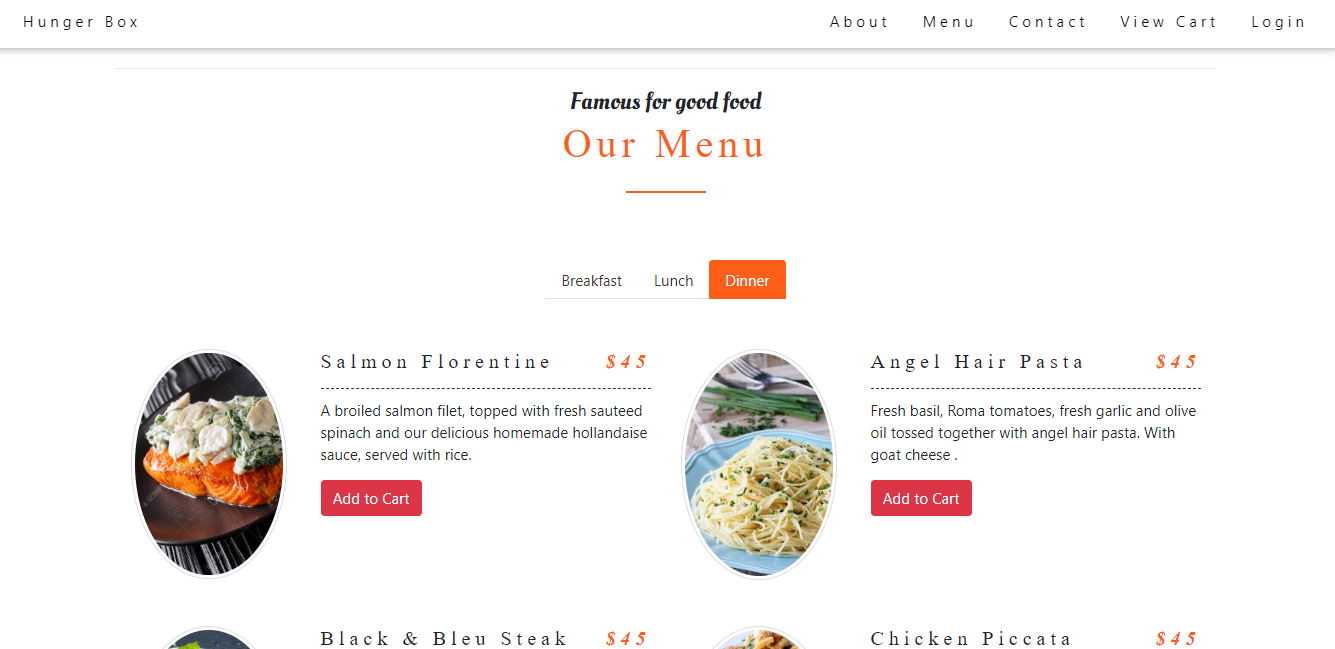 Hunger Box
About Menu Contact View Cart Login
Famous for good food
Our Menu
Breakfast Lunch Dinner
Salmon Florentine $45
A broiled salmon filet, topped with fresh sauteed
spinach and our delicious homemade hollandaise
sauce, served with rice.
Add to Cart
Angel Hair Pasta $45
Fresh basil, Roma tomatoes, fresh garlic and olive
oil tossed together with angel hair pasta. With
goat cheese .
Add to Cart
Black & Bleu Steak $45
Chicken Piccata $45